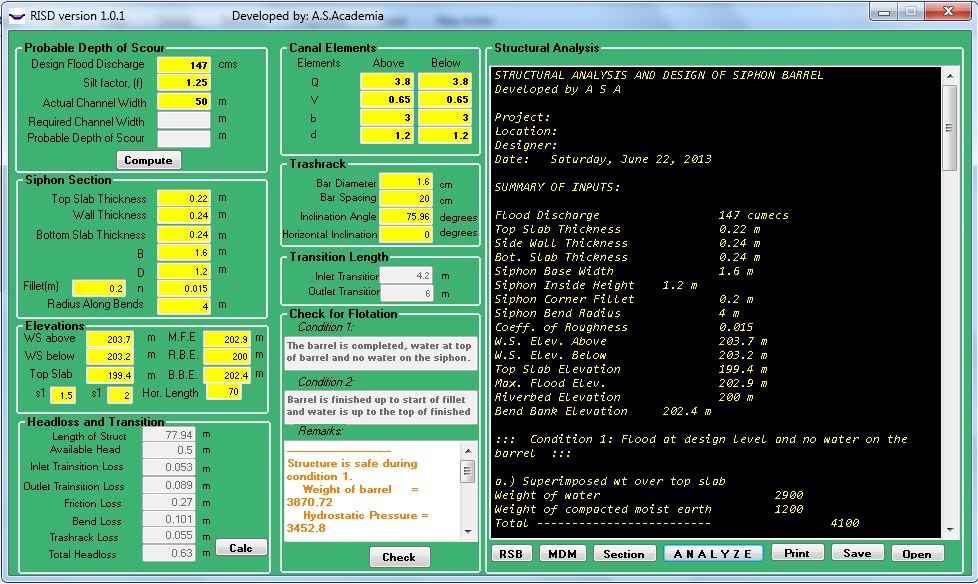 RISD version 1.0.1 Developed by: A.S.Academia
Probable Depth of Scour
Design Flood Discharge 147 cms
Silt factor, (f) 1.25
Actual Channel Width 50 m
Required Channel Width m
Probable Depth of Scour m
Compute
Siphon Section
Top Slab Thickness 0.22 m
Wall Thickness 0.24 m
Bottom Slab Thickness 0.24 m
B 1.6 m
D 1.2 m
Fillet(m) 0.2 n 0.015
Radius Along Bends 4 m
Elevations
WS above 203.7 m M.F.E 202.9 m
WS below 203.2 m R.B.E. 200 m
Top Slab 199.4 m B.B.E. 202.4 m
s1 1.5 s1 2 Hor. Length 70
Headloss and Transition
Length of Struct 77.94 m
Available Head 0.5 m
Inlet Trainsition Loss 0.053 m
Outlet Transition Loss 0.089 m
Friction Loss 0.27 m
Bend Loss 0.101 m
Trashrack Loss 0.055 m
Total Headloss 0.63 m
Calc
Canal Elements
Elements Above Below
Q 3.8 3.8
V 0.65 0.65
b 3 3
d 1.2 1.2
Trashrack
Bar Diameter 1.6 cm
Bar Spacing 20 cm
Inclination Angle 75.96 degrees
Horizontal Inclination 0 degrees
Transition Length
Inlet Transition 4.2 m
Outlet Transition 6 m
Check for Flotation
Condition 1:
The barrel is completed, water at top
of barrel and no water on the siphon.
Condition 2:
Barrel is finished up to start of fillet
and water is up to the top of finished
Remarks:
Structure is safe during
condition 1.
Weight of barrel =
3870.72
Hydrostatic Pressure =
3452.8
Check
Structural Analysis
STRUCTURAL ANALYSIS AND DESIGN OF SIPHON BARREL
Developed by A S A
Project:
Location:
Designer:
Date: Saturday, June 22, 2013
SUMMARY OF INPUTS:
Flood Discharge 147 cumecs
Top Slab Thickness 0.22 m
Side Wall Thickness 0.24 m
Bot. Slab Thickness 0.24 m
Siphon Base Width 1.6 m
Siphon Inside Height 1.2 m
Siphon Corner Fillet 0.2 m
Siphon Bend Radius 4 m
Coeff. of Roughness 0.015
W.S. Elev. Above 203.7 m
W.S. Elev. Below 203.2 m
Top Slab Elevation 199.4 m
Max. Flood Elev. 202.9 m
Riverbed Elevation 200 m
Bend Bank Elevation 202.4 m
::: Condition 1: Flood at design level and no water on the
barrel :::
a.) Superimposed wt over top slab
Weight of water 2900
Weight of compacted moist earth 1200
Total ------------------------- 4100
RSB MDM Section A N A L Y Z E Print Save Open